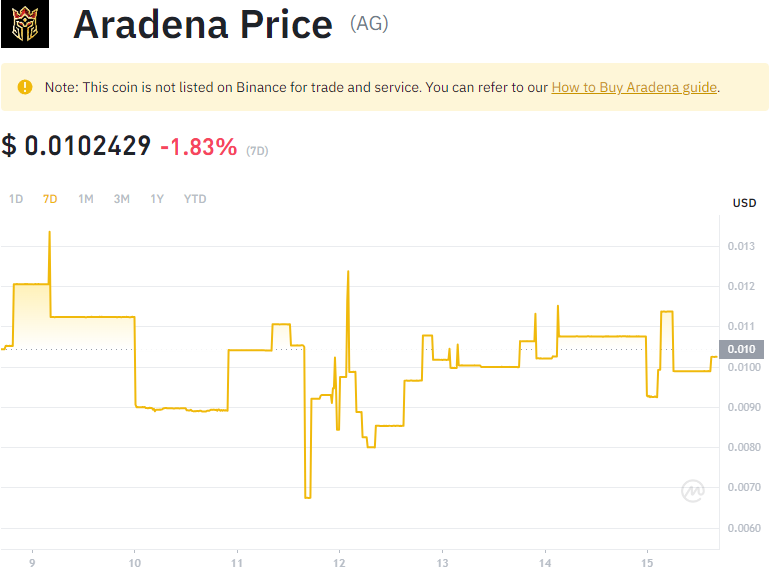 Aradena Price (AG)
Note: This coin is not listed on Binance for trade and service. You can refer to our How to Buy Aradena guide.
$ 0.0102429 -1.83% (7D)
1D 7D 1M 3M 1Y YTD
USD
0.013
0.012
0.011
0.010
0.0100
0.0090
0.0080
0.0070
0.0060
9 10 11 12 13 14 15